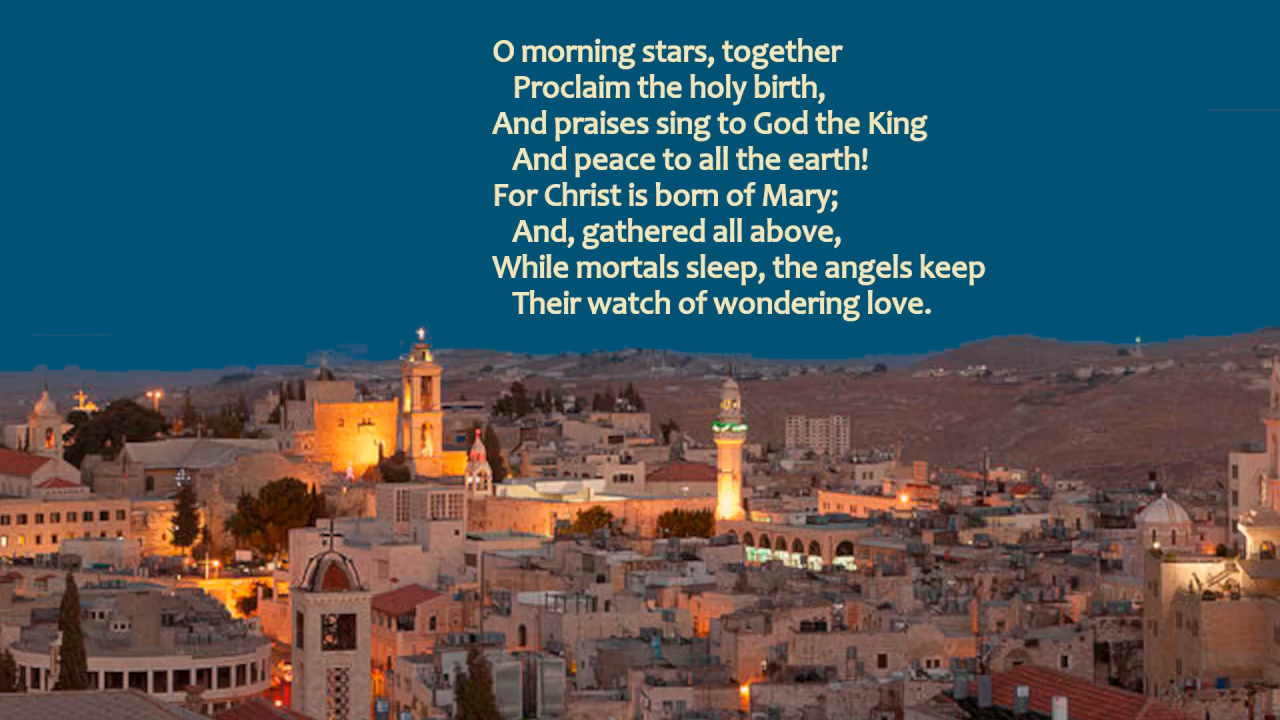 O morning stars, together
Proclaim the holy birth,
And praises sing to God the King
And peace to all the earth!
For Christ is born of Mary;
And, gathered all above,
While mortals sleep, the angels keep
Their watch of wondering love.